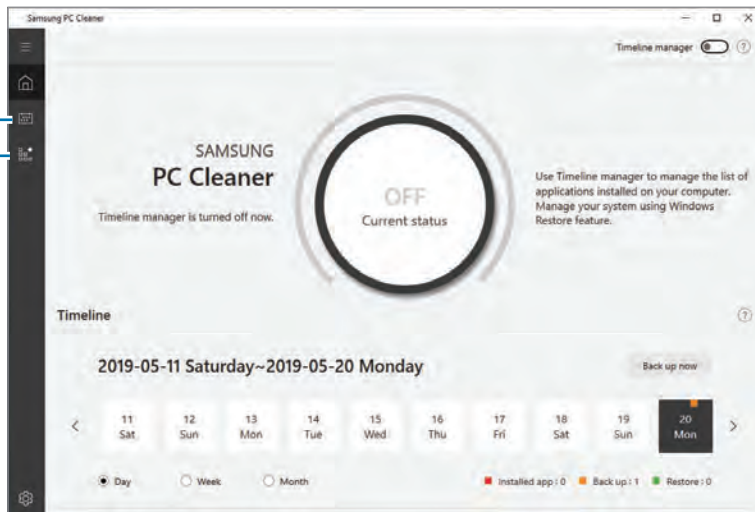 Samsung PC Cleaner
Timeline manager
SAMSUNG
PC Cleaner
Timeline manager is turned off now.
OFF
Current status
Use Timeline manager to manage the list of
applications installed on your computer.
Manage your system using Windows
Restore feature.
Timeline
2019-05-11 Saturday~2019-05-20 Monday
Back up now
11 12 13 14 15 16 17 18 19 20
Sat Sun Mon Tue Wed Thu Fri Sat Sun Mon
Day Week Month
Installed app : 0 Back up : 1 Restore : 0